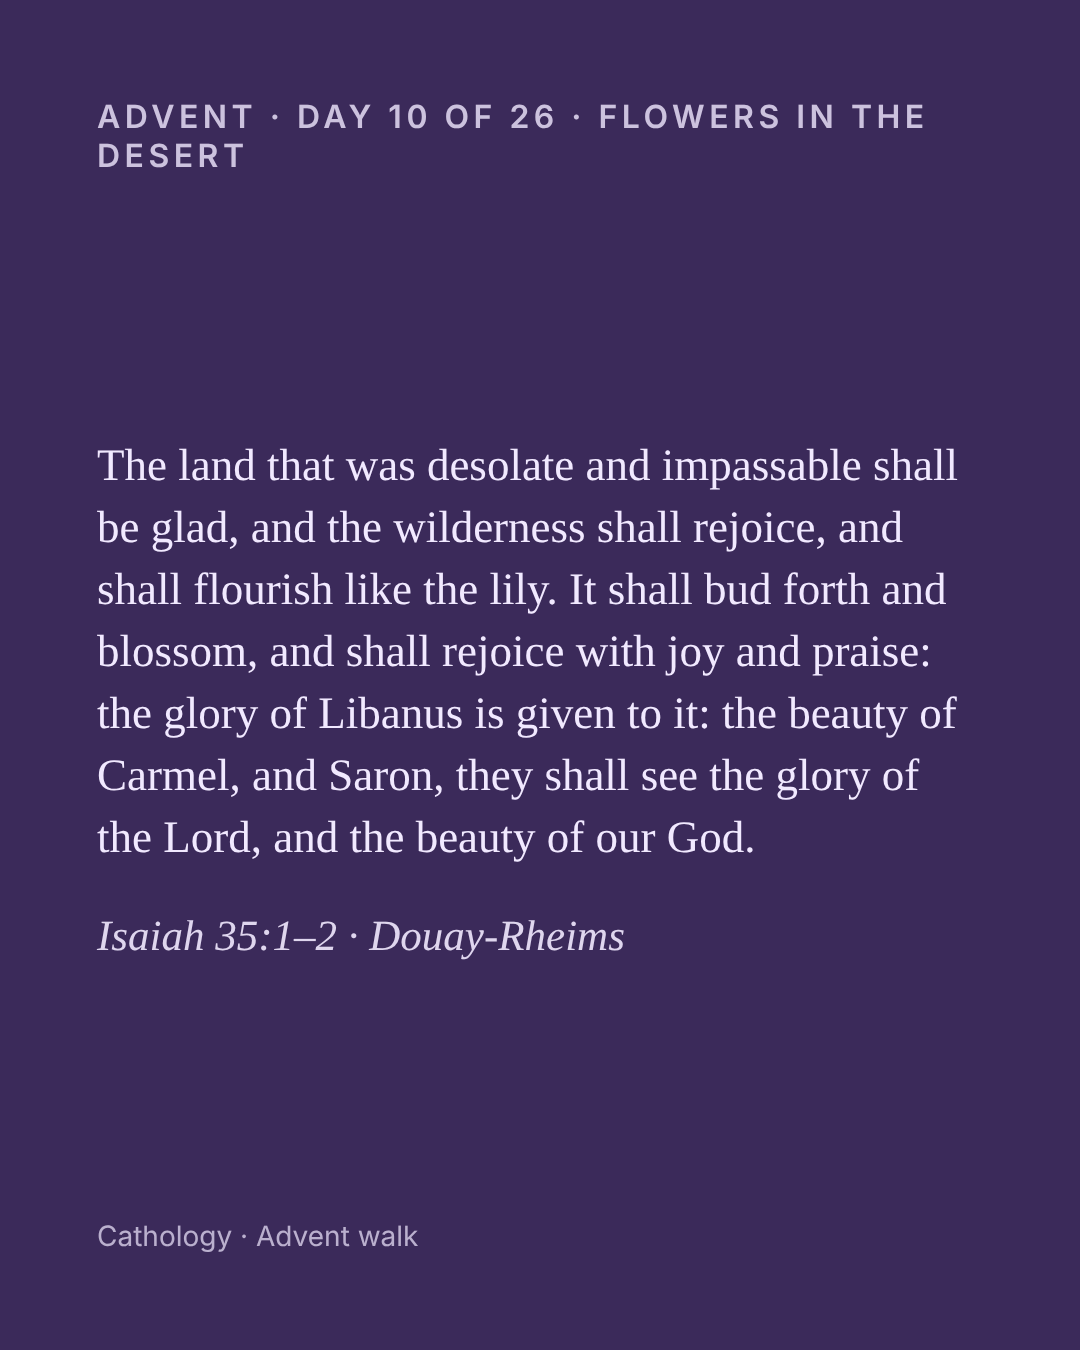 ADVENT · DAY 10 OF 26 · FLOWERS IN THE
DESERT
The land that was desolate and impassable shall
be glad, and the wilderness shall rejoice, and
shall flourish like the lily. It shall bud forth and
blossom, and shall rejoice with joy and praise:
the glory of Libanus is given to it: the beauty of
Carmel, and Saron, they shall see the glory of
the Lord, and the beauty of our God.
Isaiah 35:1–2 · Douay-Rheims
Cathology · Advent walk